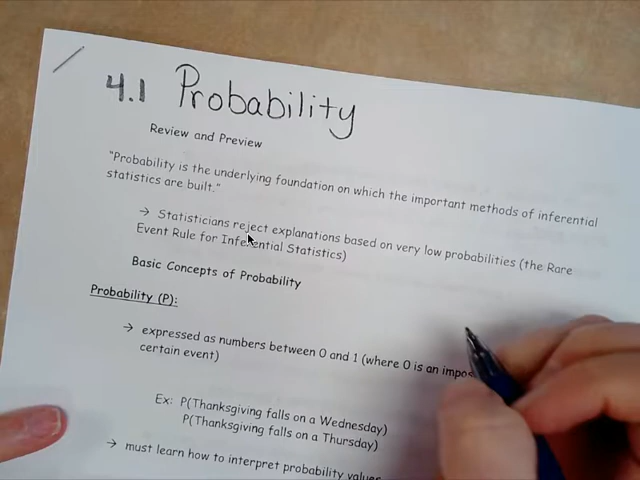 4.1 Probability
Review and Preview
"Probability is the underlying foundation on which the important methods of inferential
statistics are built."
→ Statisticians reject explanations based on very low probabilities (the Rare
Event Rule for Inferential Statistics)
Basic Concepts of Probability
Probability (P):
→ expressed as numbers between 0 and 1 (where 0 is an
certain event)
Ex: P(Thanksgiving falls on a Wednesday)
P(Thanksgiving falls on a Thursday)
→ must learn how to interpret probability values